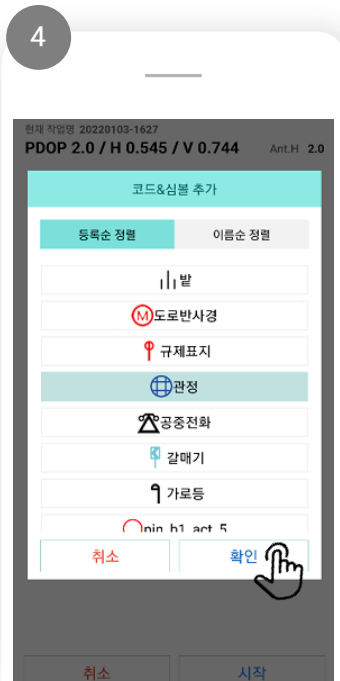 4
현재 작업명 20220103-1627
PDOP 2.0 / H 0.545 / V 0.744 Ant.H 2.0
코드&심볼 추가
등록순 정렬 이름순 정렬
밭
M 도로반사경
규제표지
관정
공중전화
갈매기
가로등
pin_b1_act_5
취소 확인
취소 시작